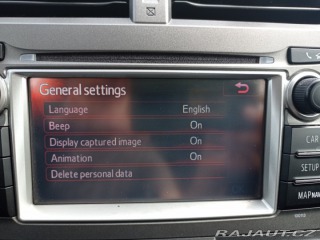 General settings
Language English
Beep On
Display captured image On
Animation On
Delete personal data
CAR
SETUP
MAP NAV
RAJAUT.CZ